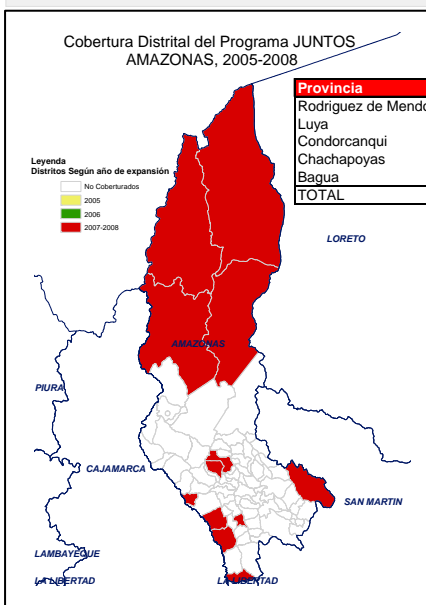 Cobertura Distrital del Programa JUNTOS
AMAZONAS, 2005-2008
Provincia
Rodriguez de Mendo
Luya
Condorcanqui
Chachapoyas
Bagua
TOTAL
Leyenda
Distritos Según año de expansión
No Coberturados
2005
2006
2007-2008
LORETO
AMAZONAS
PIURA
CAJAMARCA
SAN MARTIN
LAMBAYEQUE
LA LIBERTAD
LA LIBERTAD